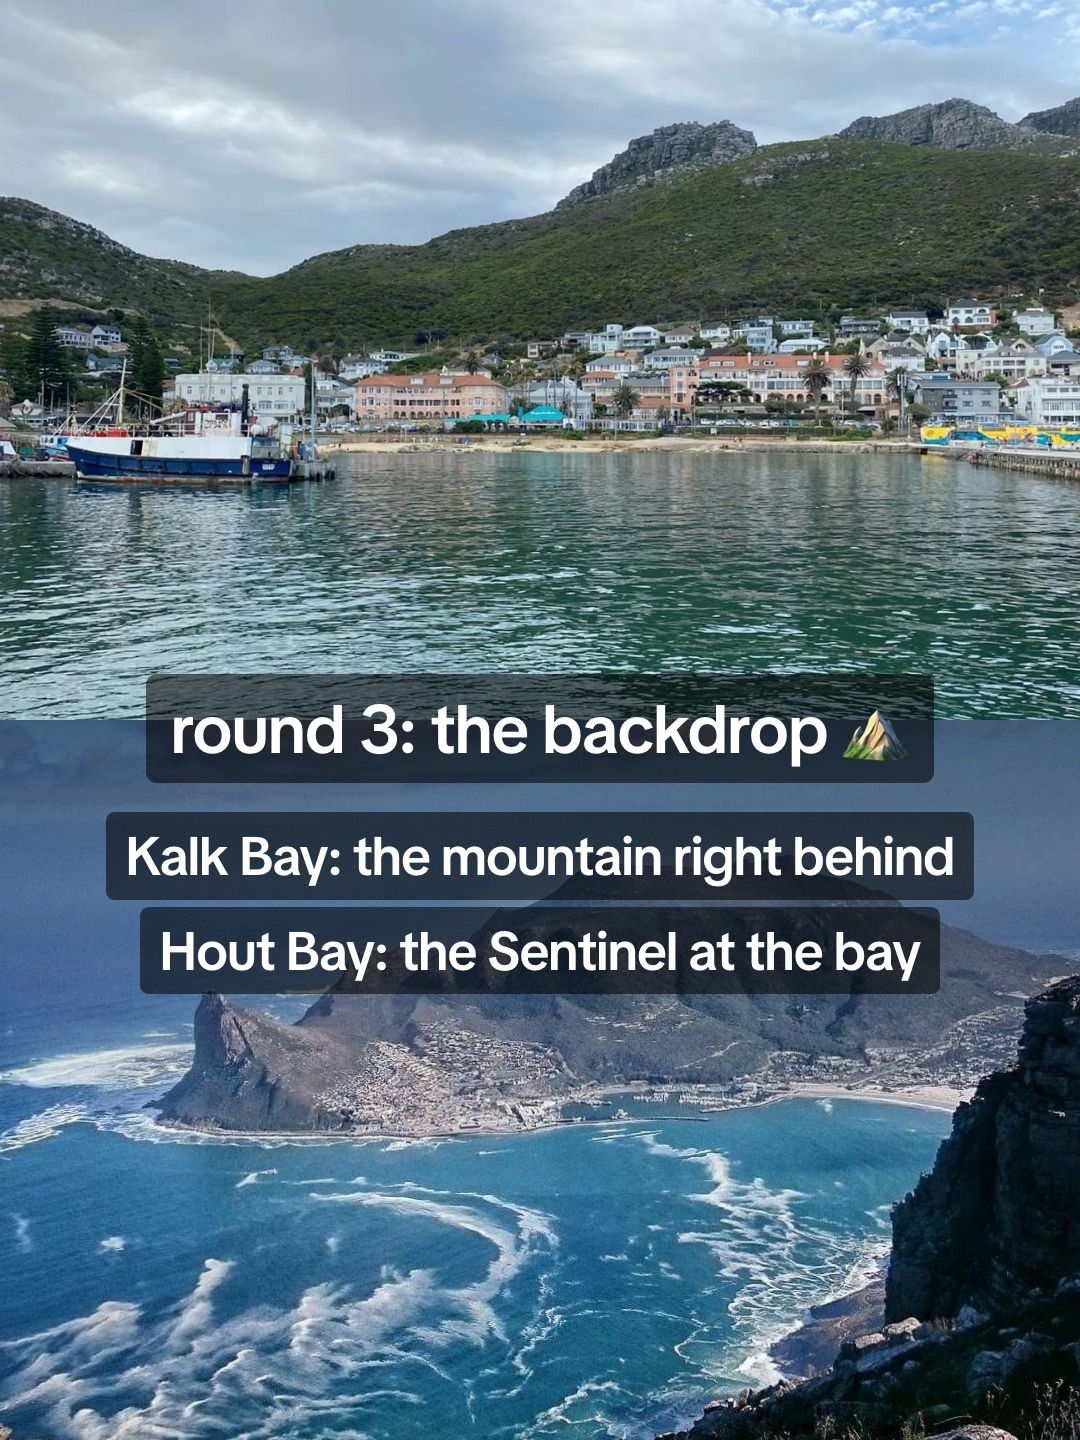 round 3: the backdrop ⛰️
Kalk Bay: the mountain right behind
Hout Bay: the Sentinel at the bay